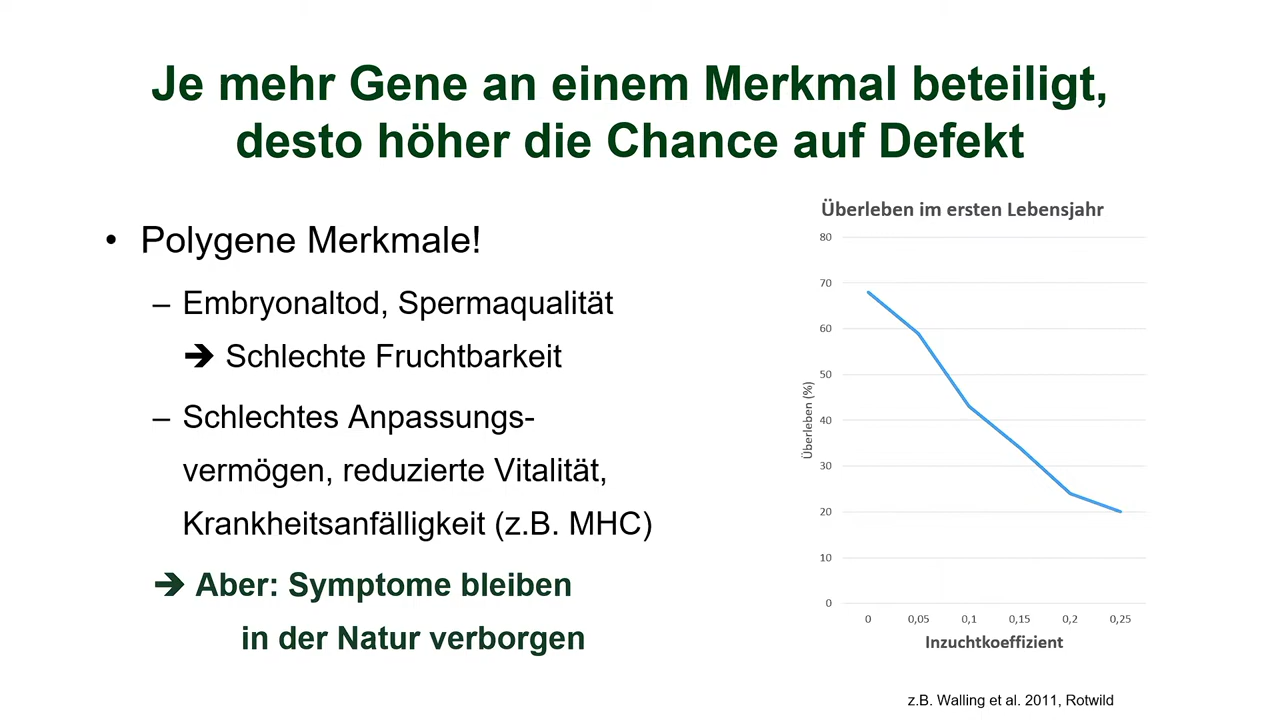 Je mehr Gene an einem Merkmal beteiligt,
desto höher die Chance auf Defekt
• Polygene Merkmale!
– Embryonaltod, Spermaqualität
➔ Schlechte Fruchtbarkeit
– Schlechtes Anpassungs-
vermögen, reduzierte Vitalität,
Krankheitsanfälligkeit (z.B. MHC)
➔ Aber: Symptome bleiben
in der Natur verborgen
Überleben im ersten Lebensjahr
80
70
60
50
40
30
20
10
0
Überleben (%)
0 0,05 0,1 0,15 0,2 0,25
Inzuchtkoeffizient
z.B. Walling et al. 2011, Rotwild